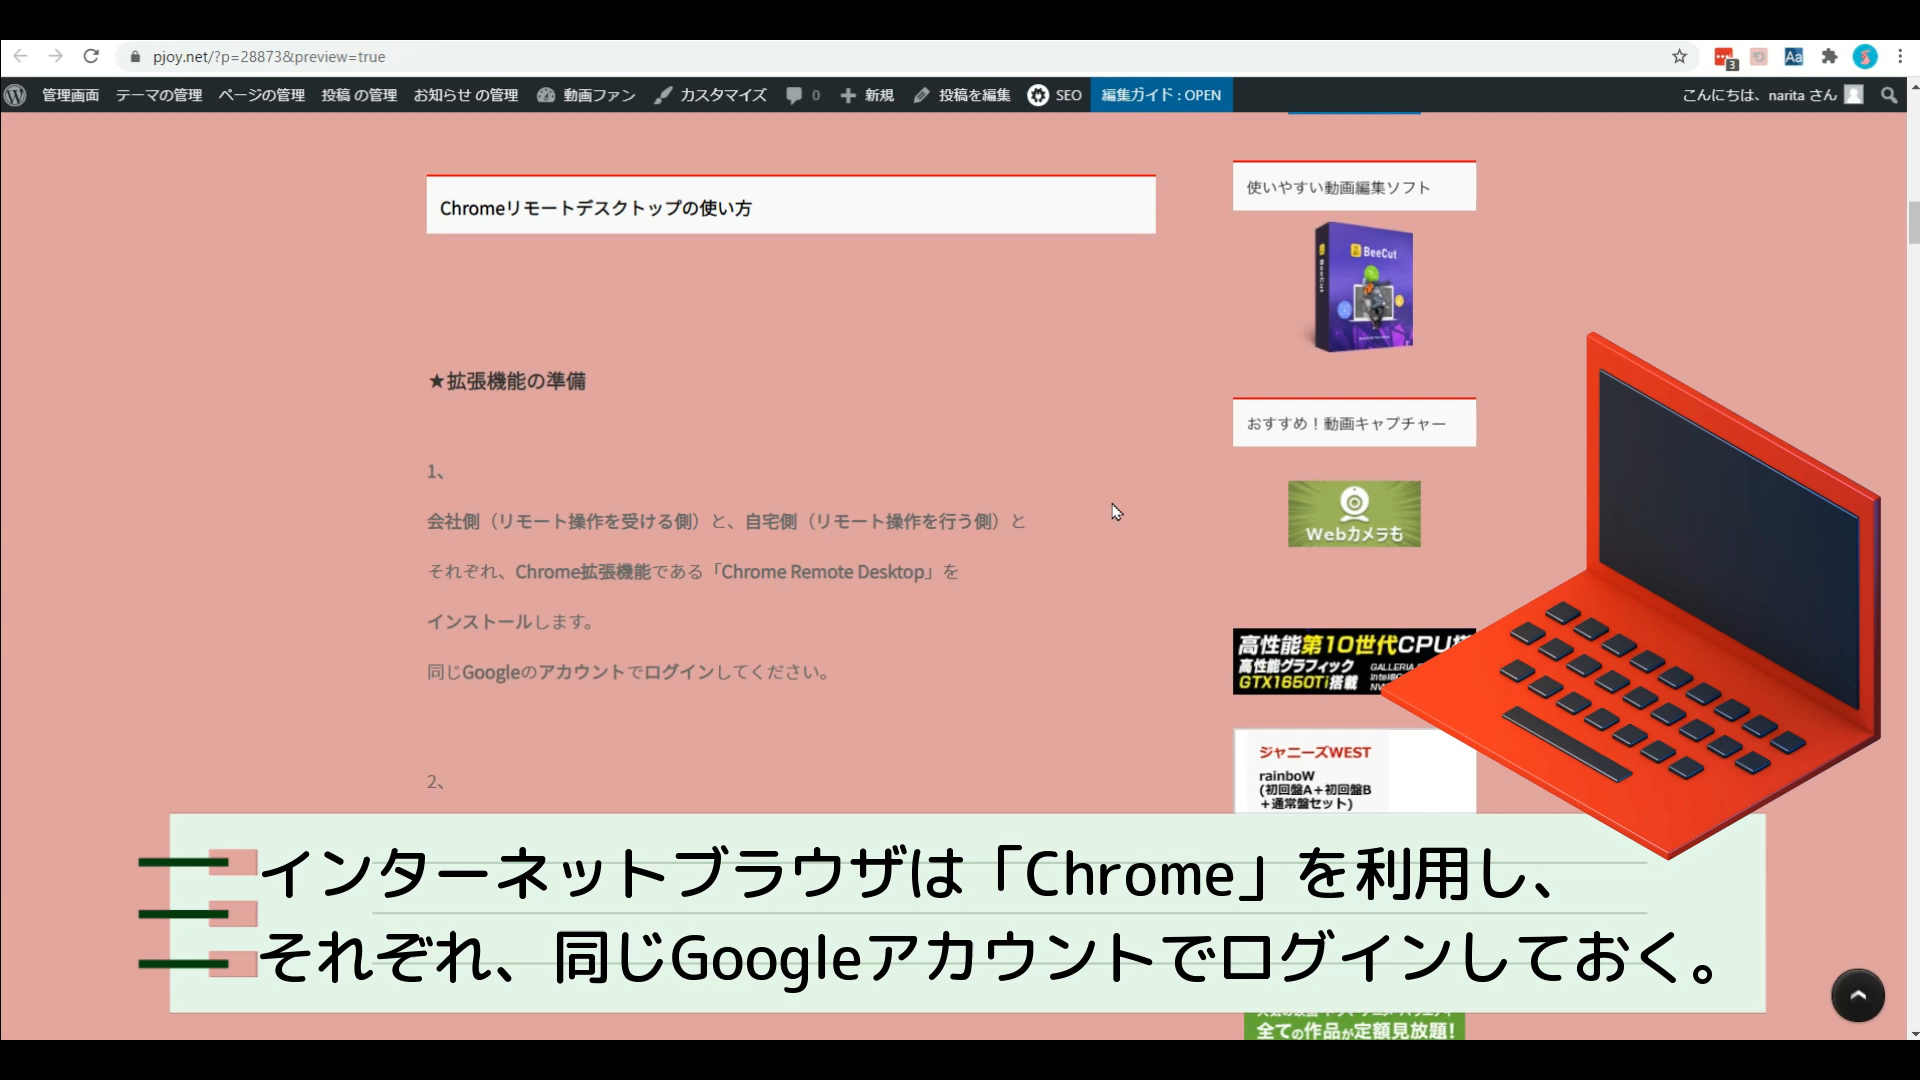 pjoy.net/?p=28873&preview=true
3
Aa
管理画面 テーマの管理 ページの管理 投稿 の管理 お知らせ の管理 動画ファン カスタマイズ 0 新規 投稿を編集 SEO 編集ガイド : OPEN こんにちは、narita さん
Chromeリモートデスクトップの使い方
★拡張機能の準備
1、
会社側（リモート操作を受ける側）と、自宅側（リモート操作を行う側）と
それぞれ、Chrome拡張機能である「Chrome Remote Desktop」を
インストールします。
同じGoogleのアカウントでログインしてください。
2、
使いやすい動画編集ソフト
BeeCut
BeeCut
おすすめ！動画キャプチャー
Webカメラも
高性能第10世代CPU
高性能グラフィック
GTX1650Ti搭載
GALLERIA
ジャニーズWEST
rainboW
(初回盤A＋初回盤B
＋通常盤セット)
インターネットブラウザは「Chrome」を利用し、
それぞれ、同じGoogleアカウントでログインしておく。
全ての作品が定額見放題!